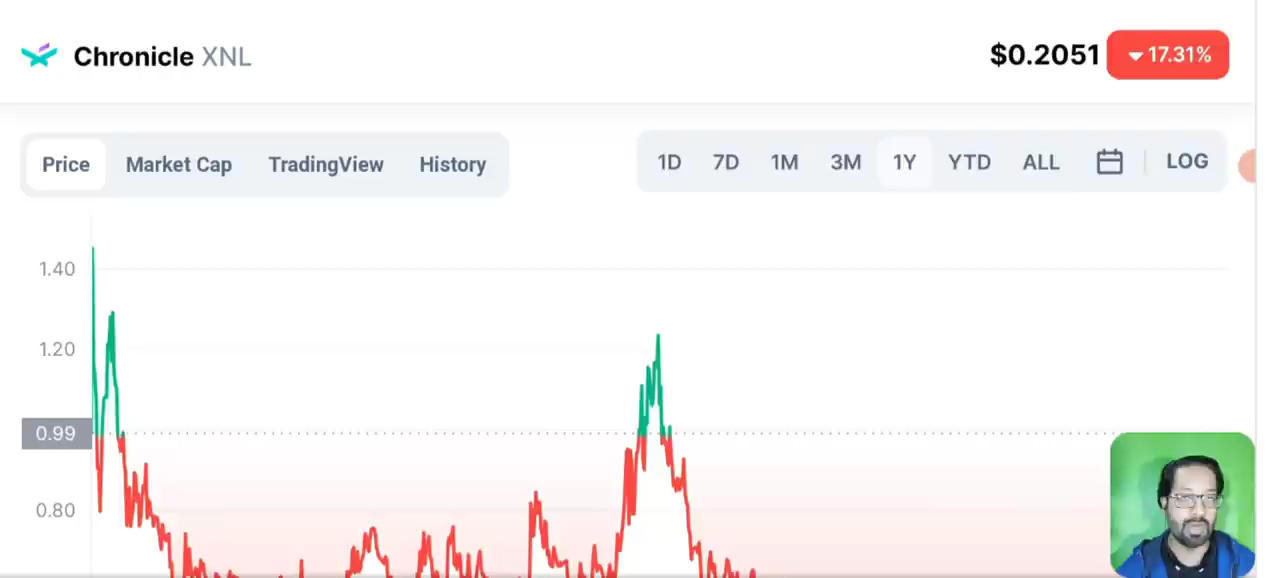 Chronicle XNL $0.2051 17.31%
Price Market Cap TradingView History 1D 7D 1M 3M 1Y YTD ALL LOG
1.40
1.20
0.99
0.80